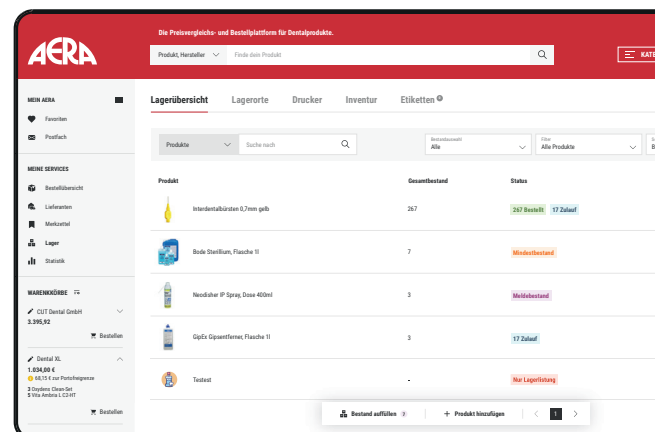 Die Preisvergleichs- und Bestellplattform für Dentalprodukte.
AERA
Produkt, Hersteller
Finde dein Produkt
KATE
MEIN AERA
Favoriten
Postfach
MEINE SERVICES
Bestellübersicht
Lieferanten
Merkzettel
Lager
Statistik
WARENKKÖRBE
CUT Dental GmbH
3.395,92
Bestellen
Dental XL
1.034,00 €
68,15 € zur Portofreigrenze
3 Oxydens Clean-Set
5 Vita Ambria L C2-HT
Bestellen
Lagerübersicht Lagerorte Drucker Inventur Etiketten
Produkte
Suche nach
Bestandsauswahl
Alle
Filter
Alle Produkte
Produkt Gesamtbestand Status
Interdentalbürsten 0,7mm gelb 267 267 Bestellt 17 Zulauf
Bode Sterillium, Flasche 1l 7 Mindestbestand
Neodisher IP Spray, Dose 400ml 3 Meldebestand
GipEx Gipsentferner, Flasche 1l 3 17 Zulauf
Testest - Nur Lagerlistung
Bestand auffüllen 7 + Produkt hinzufügen < 1 >